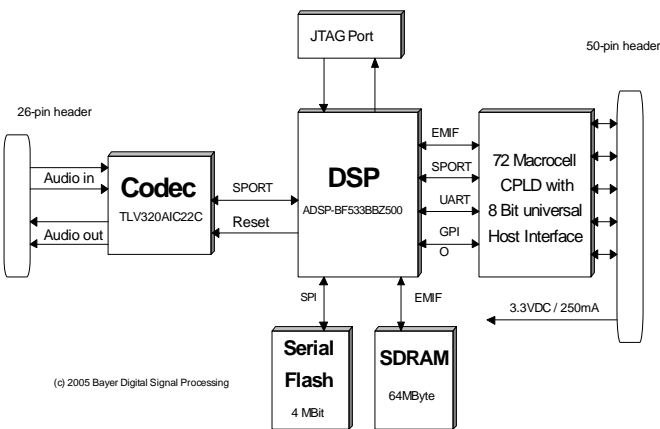 JTAG Port
50-pin header
26-pin header
Audio in
Audio out
Codec
TLV320AIC22C
SPORT
Reset
DSP
ADSP-BF533BBZ500
EMIF
SPORT
UART
GPI
O
72 Macrocell
CPLD with
8 Bit universal
Host Interface
3.3VDC / 250mA
SPI
EMIF
Serial
Flash
4 MBit
SDRAM
64MByte
(c) 2005 Bayer Digital Signal Processing